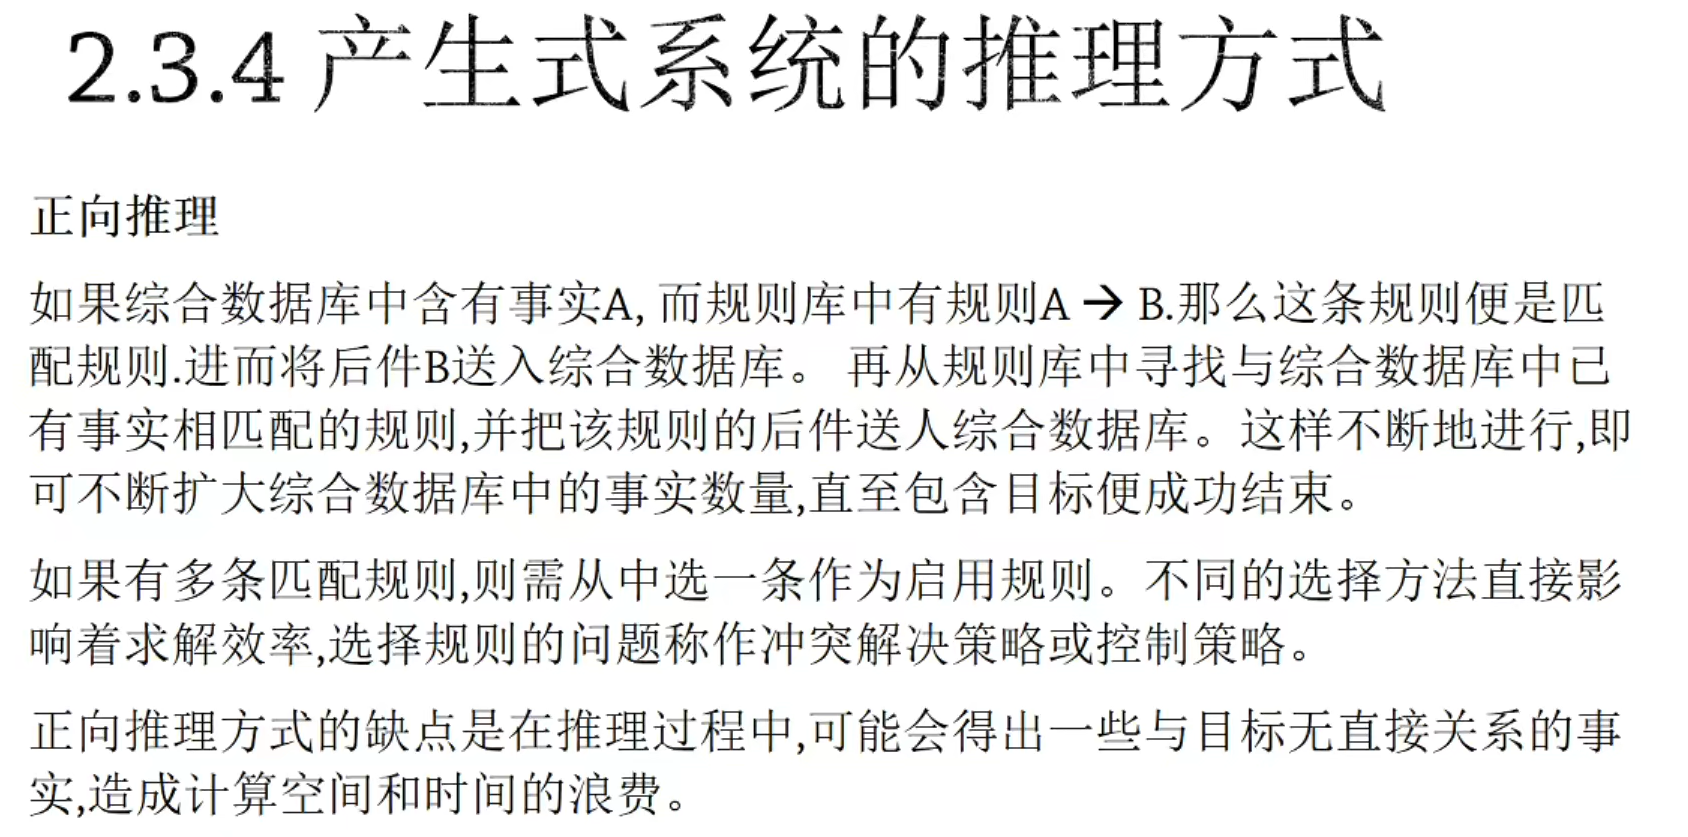 2.3.4 产生式系统的推理方式
正向推理
如果综合数据库中含有事实A, 而规则库中有规则A → B.那么这条规则便是匹
配规则.进而将后件B送入综合数据库。 再从规则库中寻找与综合数据库中已
有事实相匹配的规则,并把该规则的后件送人综合数据库。这样不断地进行,即
可不断扩大综合数据库中的事实数量,直至包含目标便成功结束。
如果有多条匹配规则,则需从中选一条作为启用规则。不同的选择方法直接影
响着求解效率,选择规则的问题称作冲突解决策略或控制策略。
正向推理方式的缺点是在推理过程中,可能会得出一些与目标无直接关系的事
实,造成计算空间和时间的浪费。